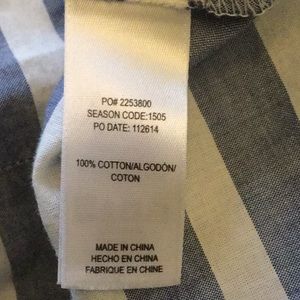 PO# 2253800
SEASON CODE:1505
PO DATE: 112614
100% COTTON/ALGODÓN/
COTON
MADE IN CHINA
HECHO EN CHINA
FABRIQUE EN CHINE